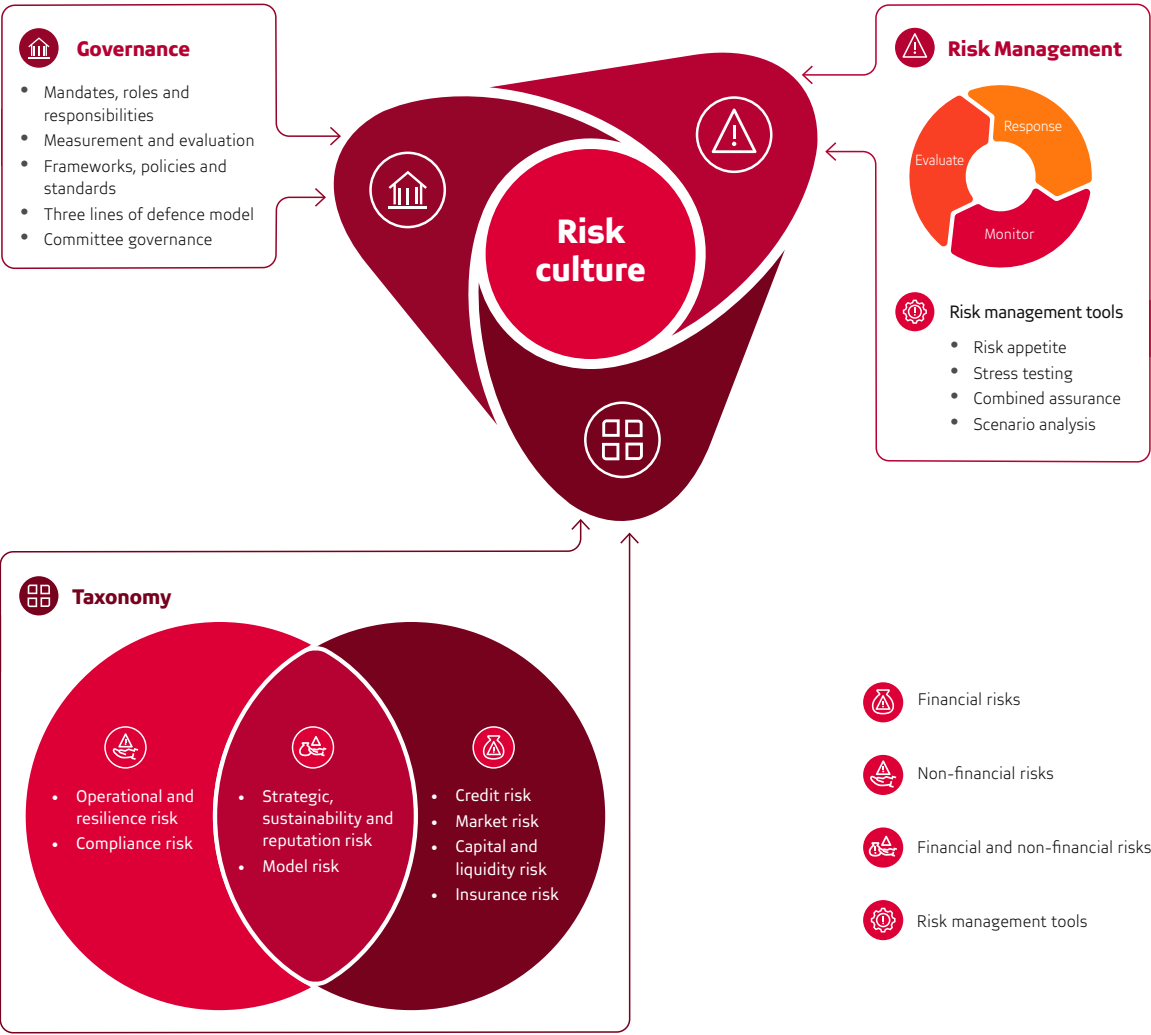 Governance
• Mandates, roles and
responsibilities
• Measurement and evaluation
• Frameworks, policies and
standards
• Three lines of defence model
• Committee governance
Risk
culture
Risk Management
Response
Evaluate
Monitor
Risk management tools
• Risk appetite
• Stress testing
• Combined assurance
• Scenario analysis
Taxonomy
• Operational and
resilience risk
• Compliance risk
• Strategic,
sustainability and
reputation risk
• Model risk
• Credit risk
• Market risk
• Capital and
liquidity risk
• Insurance risk
Financial risks
Non-financial risks
Financial and non-financial risks
Risk management tools